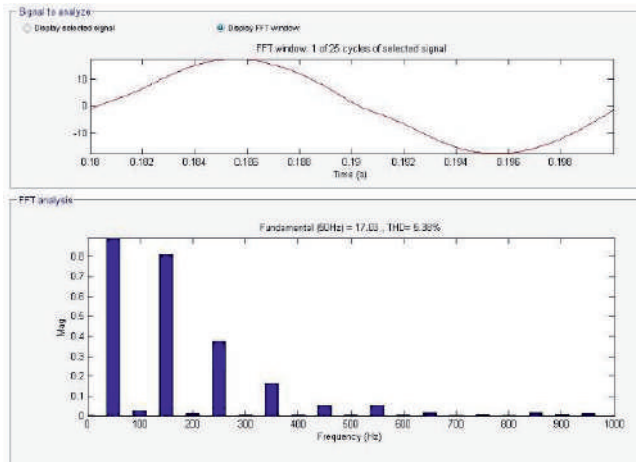 Signal to analyze
Display selected signal Display FFT window
FFT window: 1 of 25 cycles of selected signal
10
0
-10
0.18 0.182 0.184 0.186 0.188 0.19 0.192 0.194 0.196 0.198
Time (s)
FFT analysis
Fundamental (50Hz) = 17.03 , THD= 5.38%
0.8
0.7
0.6
0.5
0.4
0.3
0.2
0.1
0
Mag
0 100 200 300 400 500 600 700 800 900 1000
Frequency (Hz)